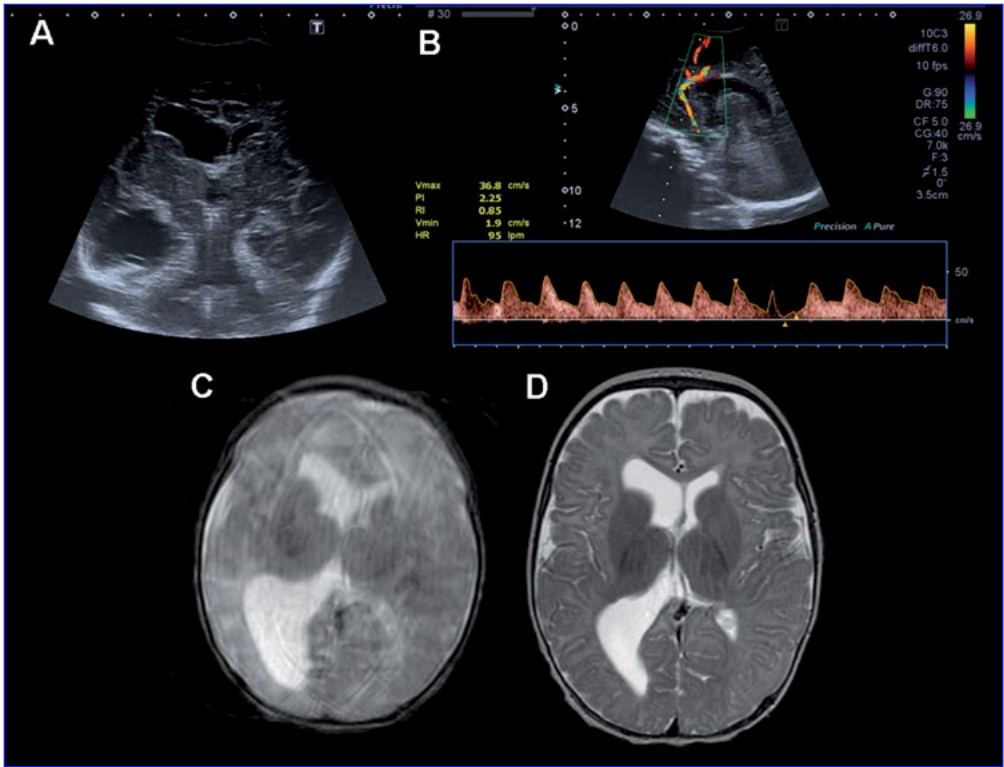 A
T
B
# 30
0
5
10
12
10C3
diffT6.0
10 fps
G:90
DR:75
CF 5.0
CG:40
7.0k
F:3
1.5
0°
3.5cm
26.9
26.9
cm/s
Vmax 36.8 cm/s
PI 2.25
RI 0.85
Vmin 1.9 cm/s
HR 95 lpm
Precision A Pure
50
cm/s
C
D